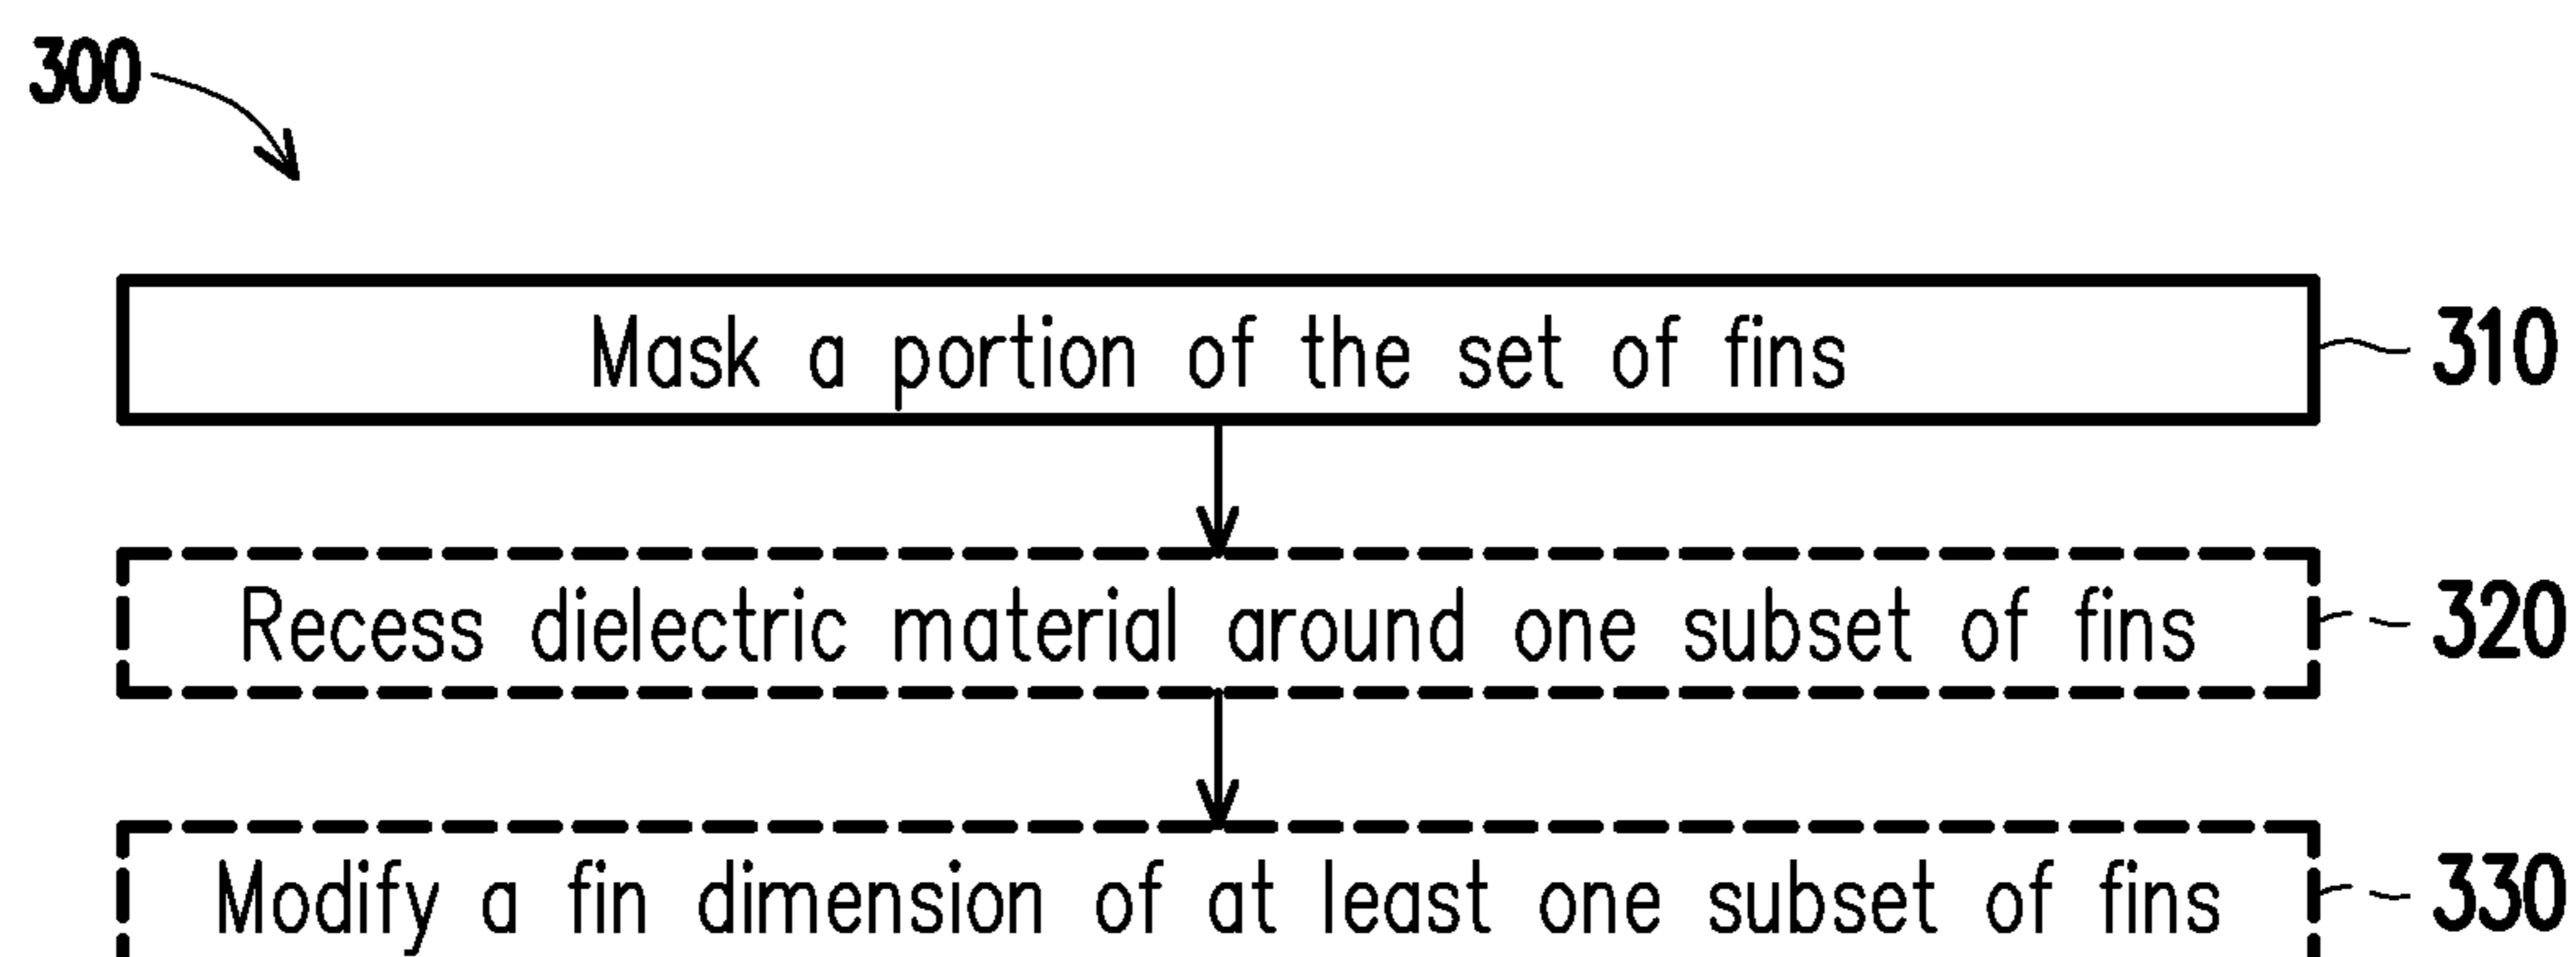 300
Mask a portion of the set of fins 310
Recess dielectric material around one subset of fins 320
Modify a fin dimension of at least one subset of fins 330